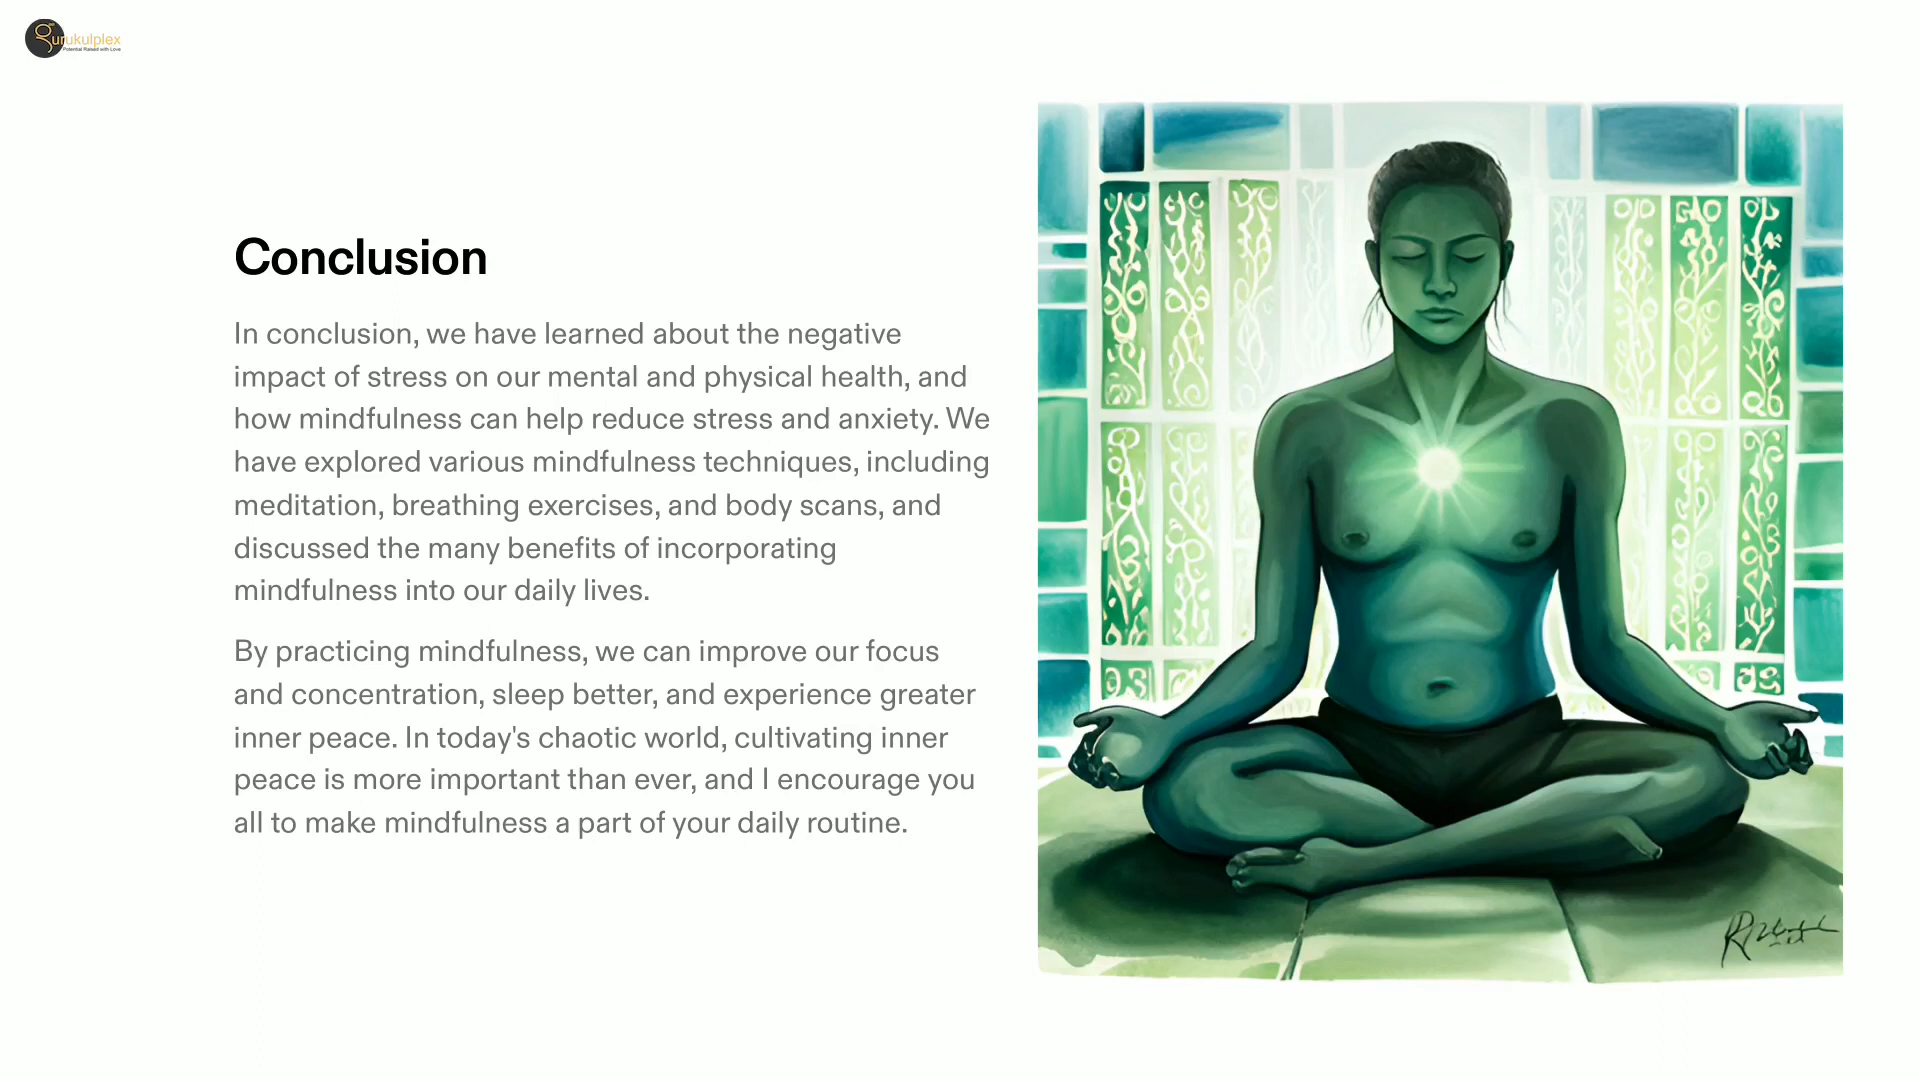 gurukulplex
Potential Raised with Love
Conclusion
In conclusion, we have learned about the negative
impact of stress on our mental and physical health, and
how mindfulness can help reduce stress and anxiety. We
have explored various mindfulness techniques, including
meditation, breathing exercises, and body scans, and
discussed the many benefits of incorporating
mindfulness into our daily lives.
By practicing mindfulness, we can improve our focus
and concentration, sleep better, and experience greater
inner peace. In today's chaotic world, cultivating inner
peace is more important than ever, and I encourage you
all to make mindfulness a part of your daily routine.